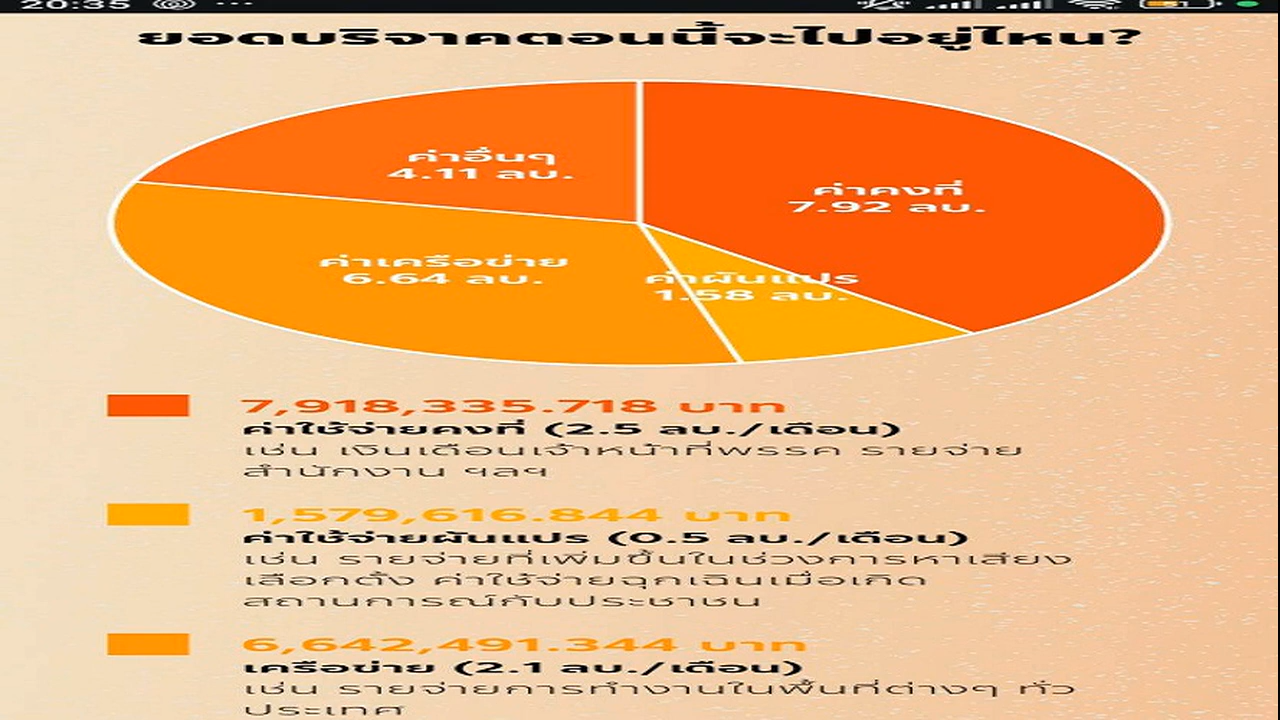 20:35
ยอดบริจาคตอนนี้จะไปอยู่ไหน?
ค่าอื่นๆ
4.11 ลบ.
ค่าคงที่
7.92 ลบ.
ค่าเครือข่าย
6.64 ลบ.
ค่าผันแปร
1.58 ลบ.
7,918,335.718 บาท
ค่าใช้จ่ายคงที่ (2.5 ลบ./เดือน)
เช่น เงินเดือนเจ้าหน้าที่พรรค รายจ่าย
สำนักงาน ฯลฯ
1,579,616.844 บาท
ค่าใช้จ่ายผันแปร (0.5 ลบ./เดือน)
เช่น รายจ่ายที่เพิ่มขึ้นในช่วงการหาเสียง
เลือกตั้ง ค่าใช้จ่ายฉุกเฉินเมื่อเกิด
สถานการณ์กับประชาชน
6,642,491.344 บาท
เครือข่าย (2.1 ลบ./เดือน)
เช่น รายจ่ายการทำงานในพื้นที่ต่างๆ ทั่ว
ประเทศ